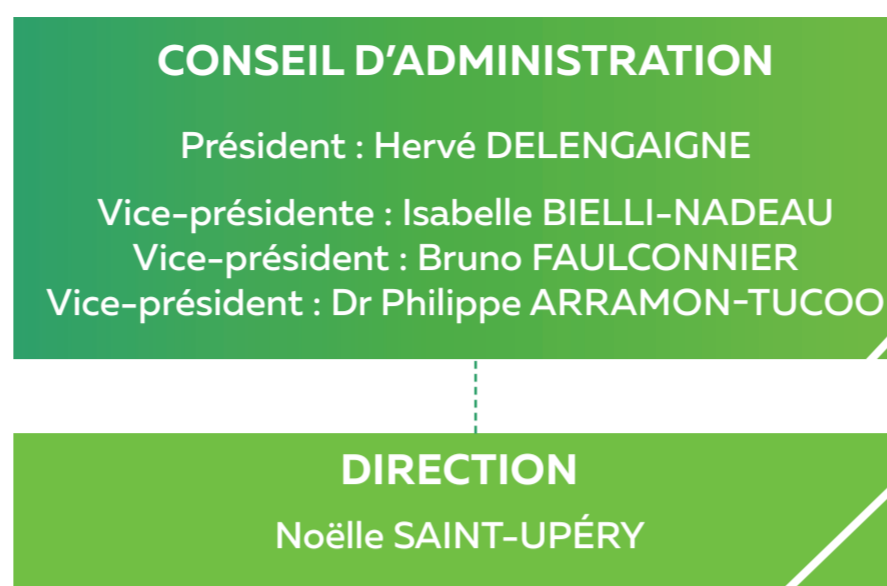 CONSEIL D’ADMINISTRATION
Président : Hervé DELENGAIGNE
Vice-présidente : Isabelle BIELLI-NADEAU
Vice-président : Bruno FAULCONNIER
Vice-président : Dr Philippe ARRAMON-TUCOO
DIRECTION
Noëlle SAINT-UPÉRY